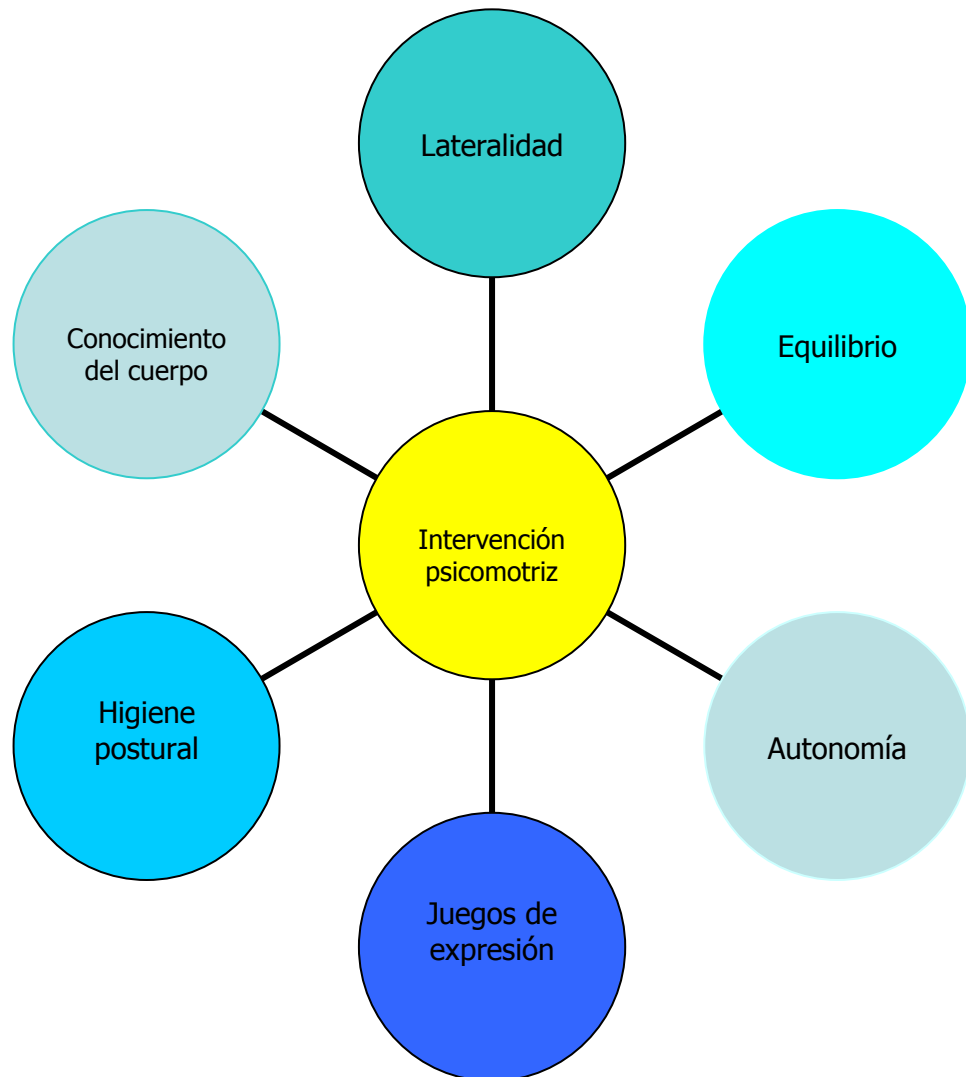 Lateralidad
Equilibrio
Conocimiento
del cuerpo
Intervención
psicomotriz
Higiene
postural
Autonomía
Juegos de
expresión